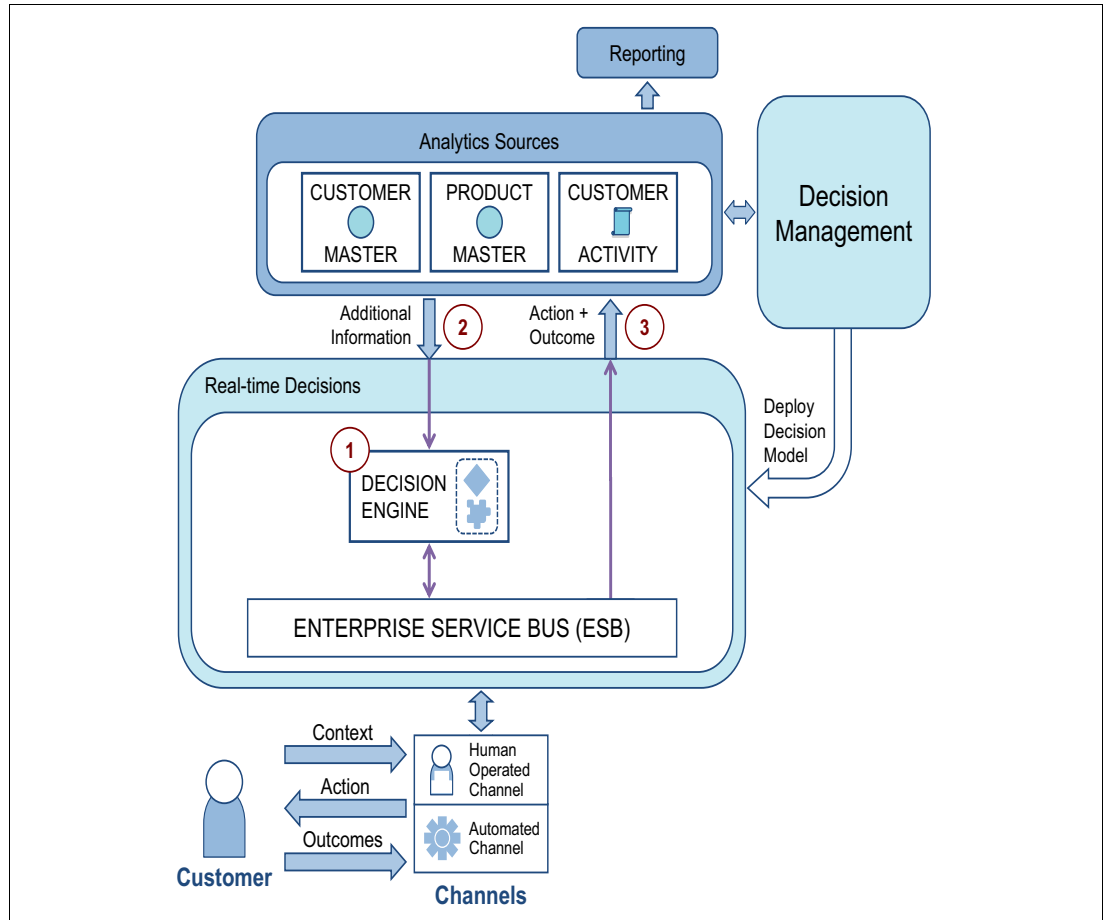 Reporting
Analytics Sources
CUSTOMER
MASTER
PRODUCT
MASTER
CUSTOMER
ACTIVITY
Decision
Management
Additional
Information
2
Action +
Outcome
3
Real-time Decisions
Deploy
Decision
Model
1
DECISION
ENGINE
ENTERPRISE SERVICE BUS (ESB)
Context
Action
Outcomes
Customer
Human
Operated
Channel
Automated
Channel
Channels